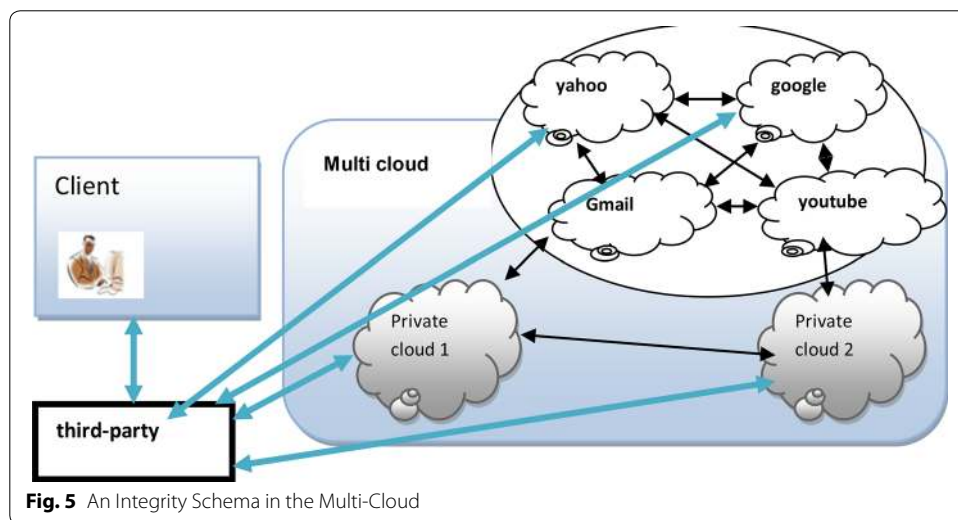 yahoo
google
Multi cloud
Client
Gmail
youtube
Private
cloud 1
Private
cloud 2
third-party
Fig. 5 An Integrity Schema in the Multi-Cloud